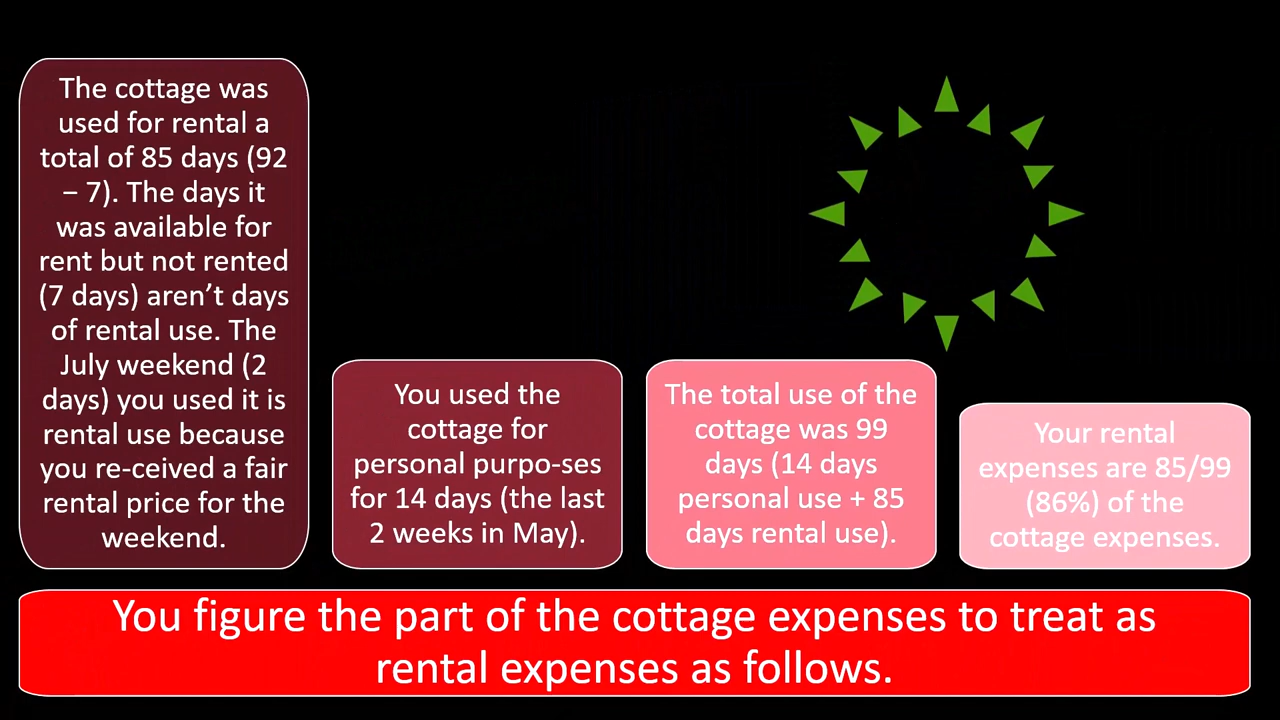 The cottage was
used for rental a
total of 85 days (92
– 7). The days it
was available for
rent but not rented
(7 days) aren’t days
of rental use. The
July weekend (2
days) you used it is
rental use because
you re-ceived a fair
rental price for the
weekend.
You used the
cottage for
personal purpo-ses
for 14 days (the last
2 weeks in May).
The total use of the
cottage was 99
days (14 days
personal use + 85
days rental use).
Your rental
expenses are 85/99
(86%) of the
cottage expenses.
You figure the part of the cottage expenses to treat as
rental expenses as follows.